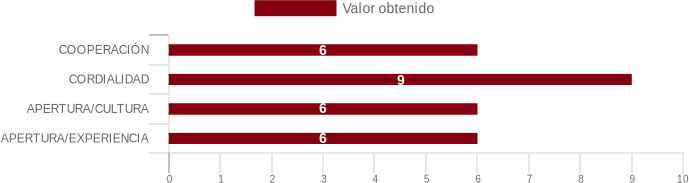 Valor obtenido
COOPERACIÓN 6
CORDIALIDAD 9
APERTURA/CULTURA 6
APERTURA/EXPERIENCIA 6
0 1 2 3 4 5 6 7 8 9 10